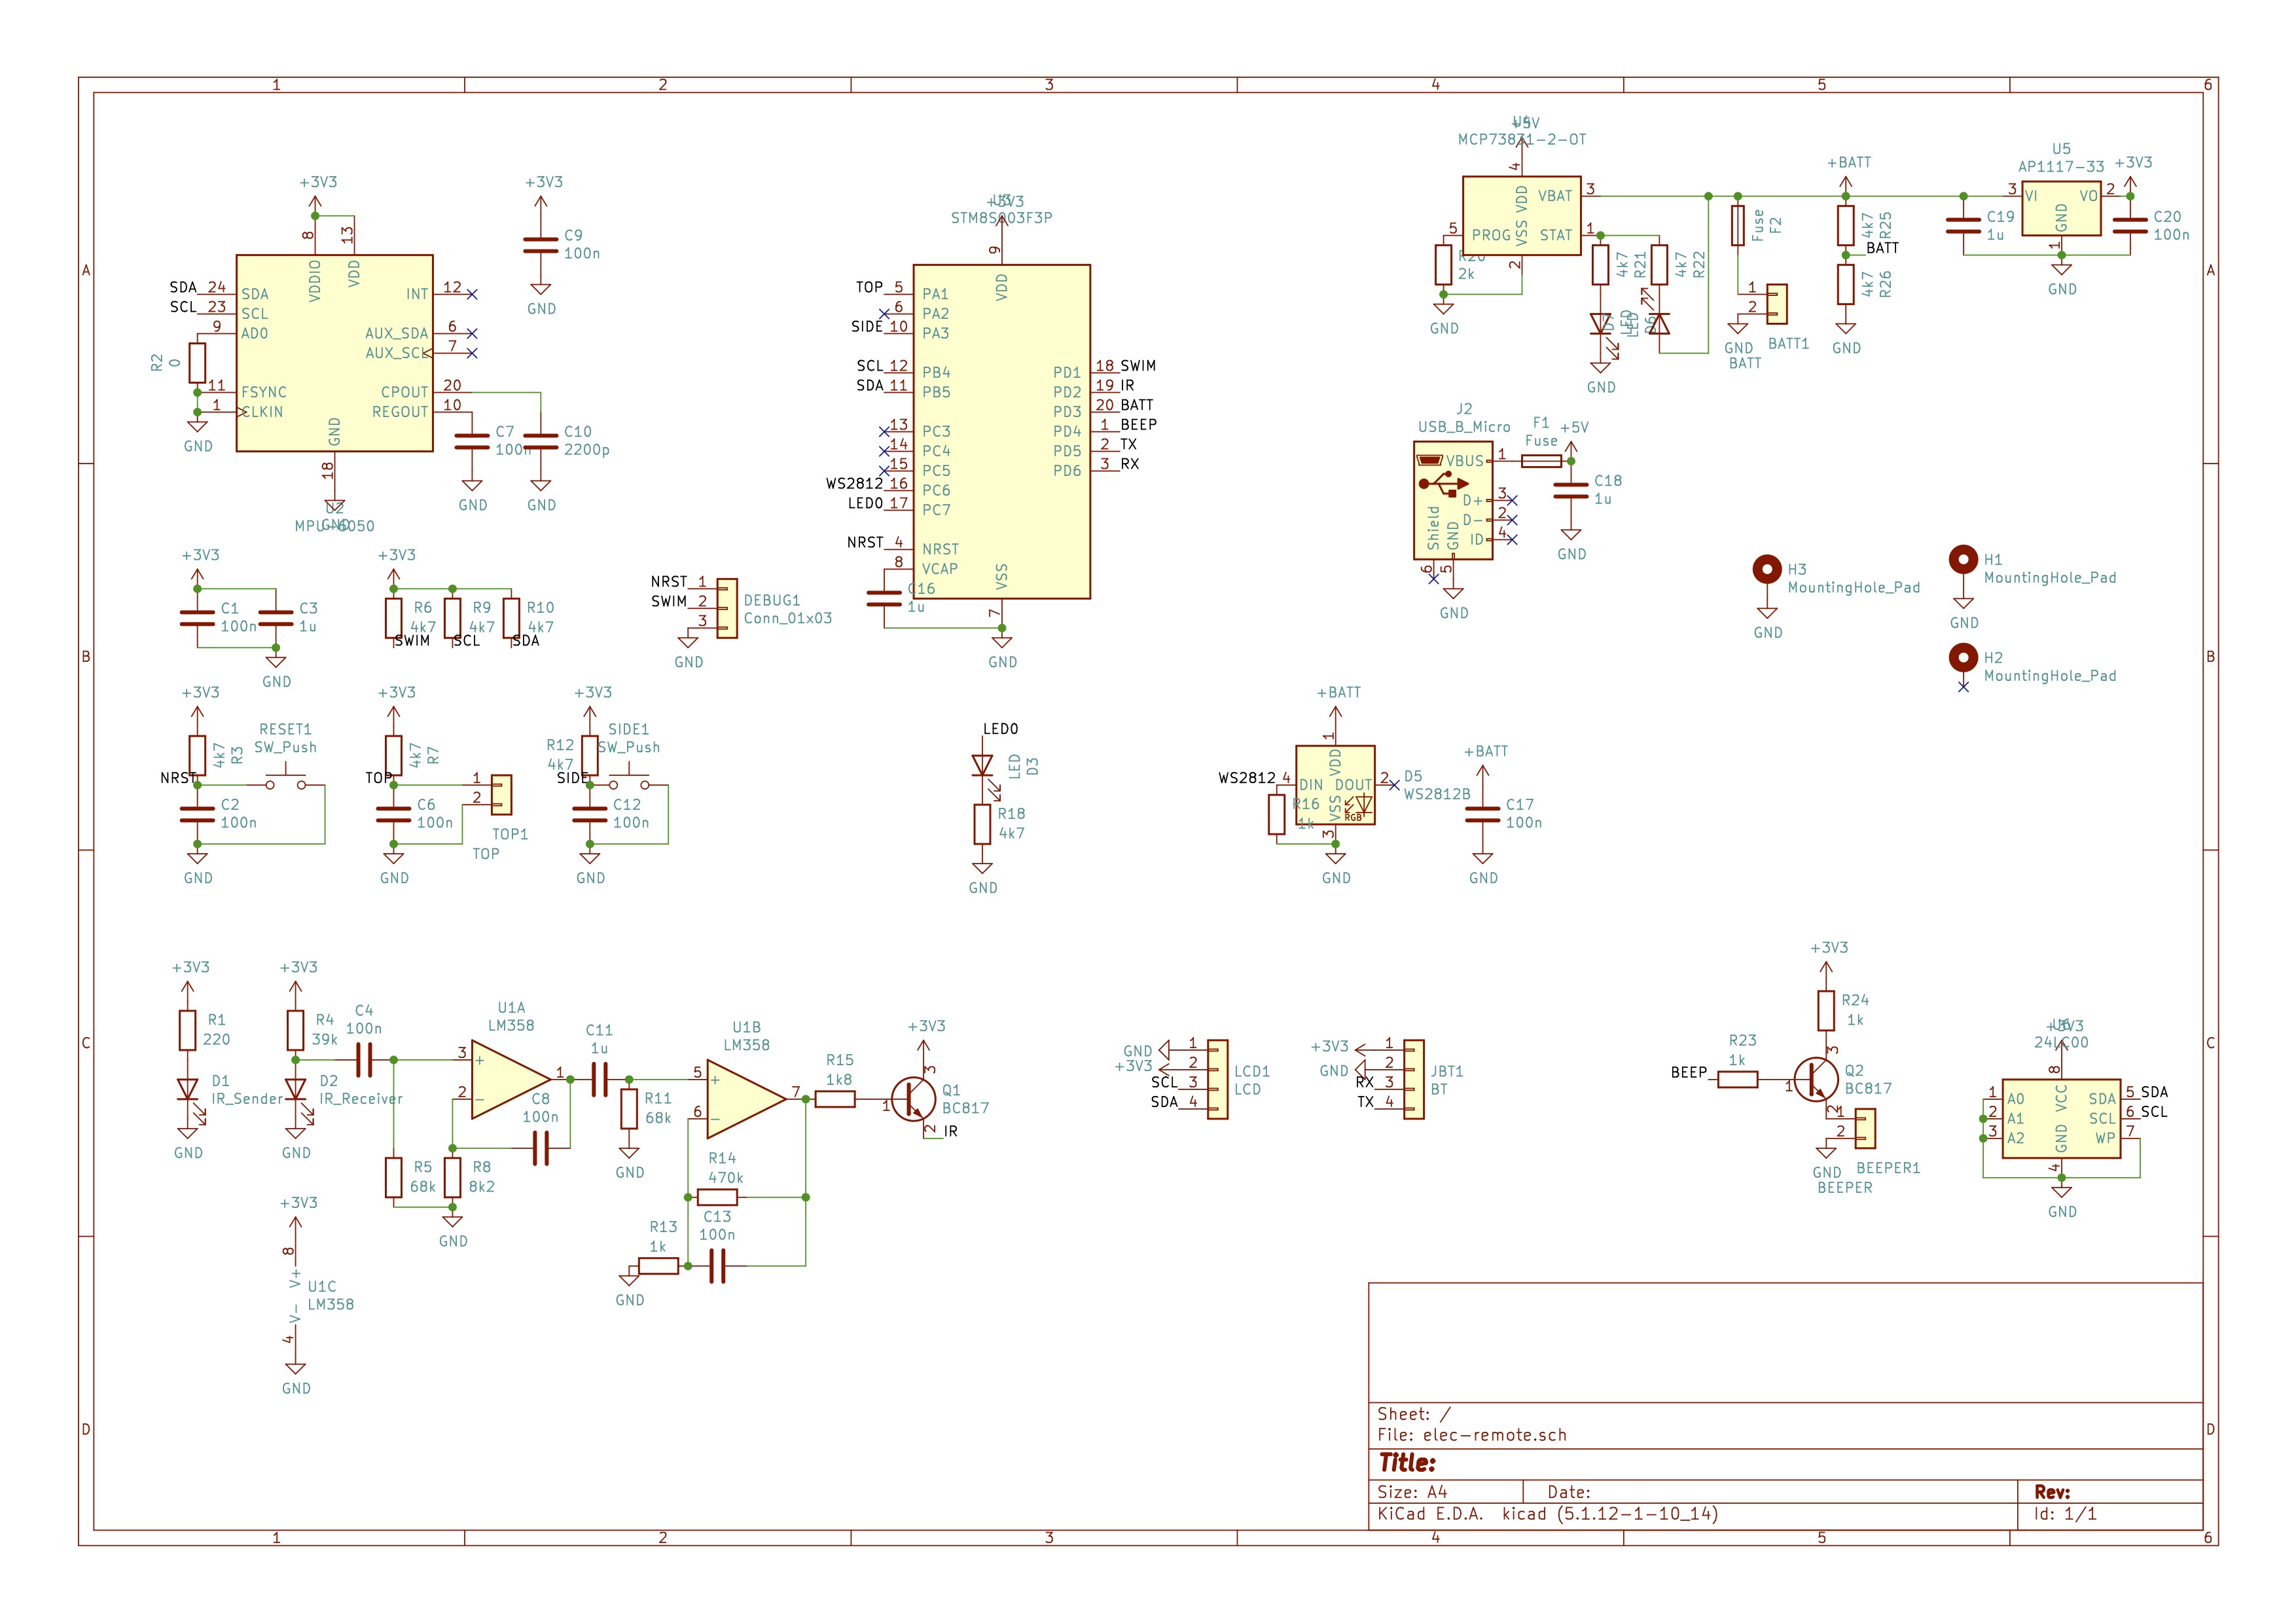 1 2 3 4 5 6
A
B
C
D
+3V3
8
13
VDDIO
VDD
SDA 24 SDA
SCL 23 SCL
9 AD0
R2
0
11 FSYNC
1 CLKIN
GND
INT 12
AUX_SDA 6
AUX_SCL 7
CPOUT 20
REGOUT 10
GND
18
GND
U2
MPU-6050
C7
100n
GND
C10
2200p
GND
+3V3
C9
100n
GND
U3
+3V3
STM8S003F3P
9
VDD
TOP 5 PA1
6 PA2
SIDE 10 PA3
SCL 12 PB4
SDA 11 PB5
13 PC3
14 PC4
15 PC5
WS2812 16 PC6
LED0 17 PC7
NRST 4 NRST
8 VCAP
PD1 18 SWIM
PD2 19 IR
PD3 20 BATT
PD4 1 BEEP
PD5 2 TX
PD6 3 RX
VSS
7
C16
1u
GND
U4
+5V
MCP73831-2-OT
4
VDD
VBAT 3
5 PROG
STAT 1
VSS
2
R20
2k
GND
4k7
R21
4k7
R22
D7
LED
LED
D6
GND
Fuse
F2
1
2
GND
BATT1
BATT
+BATT
4k7
R25
BATT
4k7
R26
GND
U5
AP1117-33
3 VI
VO 2
GND
1
+3V3
C19
1u
C20
100n
GND
J2
USB_B_Micro
VBUS 1
D+ 3
D- 2
ID 4
Shield
GND
6
5
GND
F1
Fuse
+5V
C18
1u
GND
H3
MountingHole_Pad
GND
H1
MountingHole_Pad
GND
H2
MountingHole_Pad
+3V3
C1
100n
C3
1u
GND
+3V3
R6
4k7
SWIM
R9
4k7
SCL
R10
4k7
SDA
NRST 1
SWIM 2
3
DEBUG1
Conn_01x03
GND
+3V3
4k7
R3
RESET1
SW_Push
NRST
C2
100n
GND
+3V3
4k7
R7
TOP
1
2
C6
100n
TOP1
TOP
GND
+3V3
R12
4k7
SIDE1
SW_Push
SIDE
C12
100n
GND
LED0
LED
D3
R18
4k7
GND
+BATT
1
VDD
WS2812 4 DIN
DOUT 2
VSS
RGB
3
D5
WS2812B
R16
1k
GND
+BATT
C17
100n
GND
+3V3
R1
220
D1
IR_Sender
GND
+3V3
R4
39k
D2
IR_Receiver
GND
C4
100n
U1A
LM358
3 +
2 -
1
C8
100n
R5
68k
R8
8k2
GND
C11
1u
R11
68k
GND
U1B
LM358
5 +
6 -
7
R14
470k
C13
100n
R13
1k
GND
R15
1k8
+3V3
3
1
2
Q1
BC817
IR
+3V3
8
V+
V-
4
U1C
LM358
GND
GND 1
+3V3 2
SCL 3
SDA 4
LCD1
LCD
+3V3 1
GND 2
RX 3
TX 4
JBT1
BT
+3V3
R24
1k
BEEP
R23
1k
3
1
2
Q2
BC817
1
2
GND
BEEPER1
BEEPER
U6
+3V3
24LC00
8
VCC
1 A0
2 A1
3 A2
SDA 5 SDA
SCL 6 SCL
WP 7
GND
4
GND
Sheet: /
File: elec-remote.sch
Title:
Size: A4 Date: Rev:
KiCad E.D.A. kicad (5.1.12-1-10_14) Id: 1/1
A
B
C
D
1 2 3 4 5 6